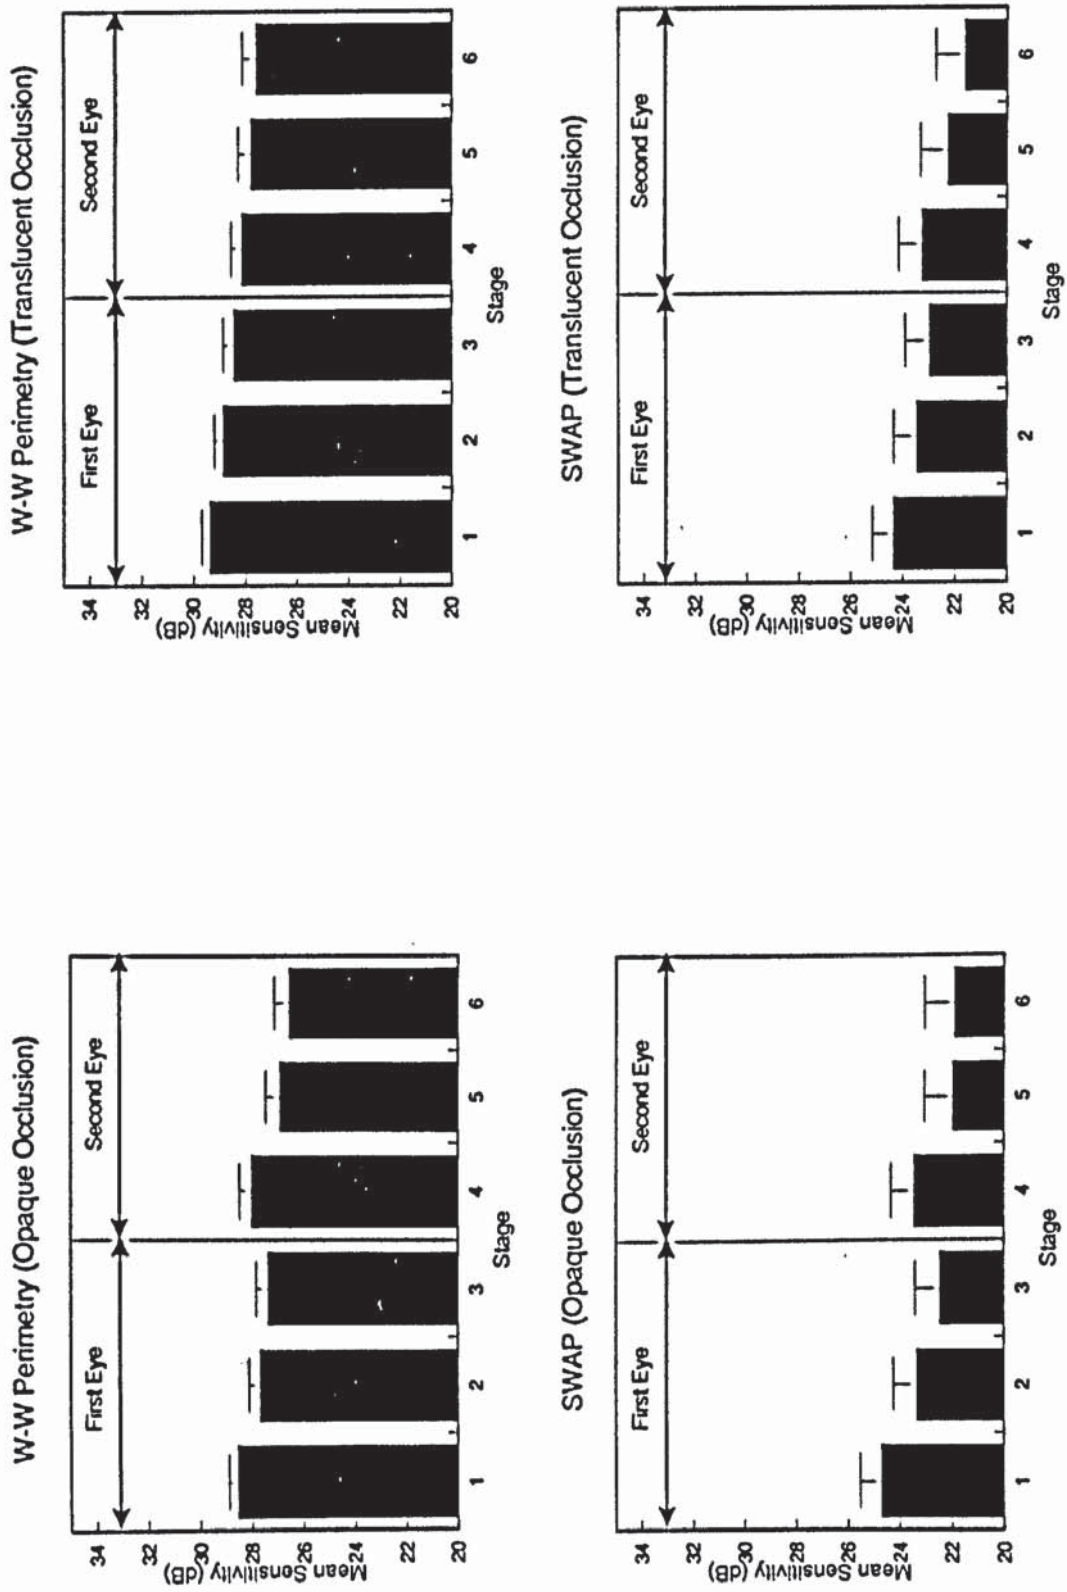 W-W Perimetry (Opaque Occlusion)
First Eye
Second Eye
Mean Sensitivity (dB)
34
32
30
28
26
24
22
20
1
2
3
4
5
6
Stage
W-W Perimetry (Translucent Occlusion)
First Eye
Second Eye
Mean Sensitivity (dB)
34
32
30
28
26
24
22
20
1
2
3
4
5
6
Stage
SWAP (Opaque Occlusion)
First Eye
Second Eye
Mean Sensitivity (dB)
34
32
30
28
26
24
22
20
1
2
3
4
5
6
Stage
SWAP (Translucent Occlusion)
First Eye
Second Eye
Mean Sensitivity (dB)
34
32
30
28
26
24
22
20
1
2
3
4
5
6
Stage